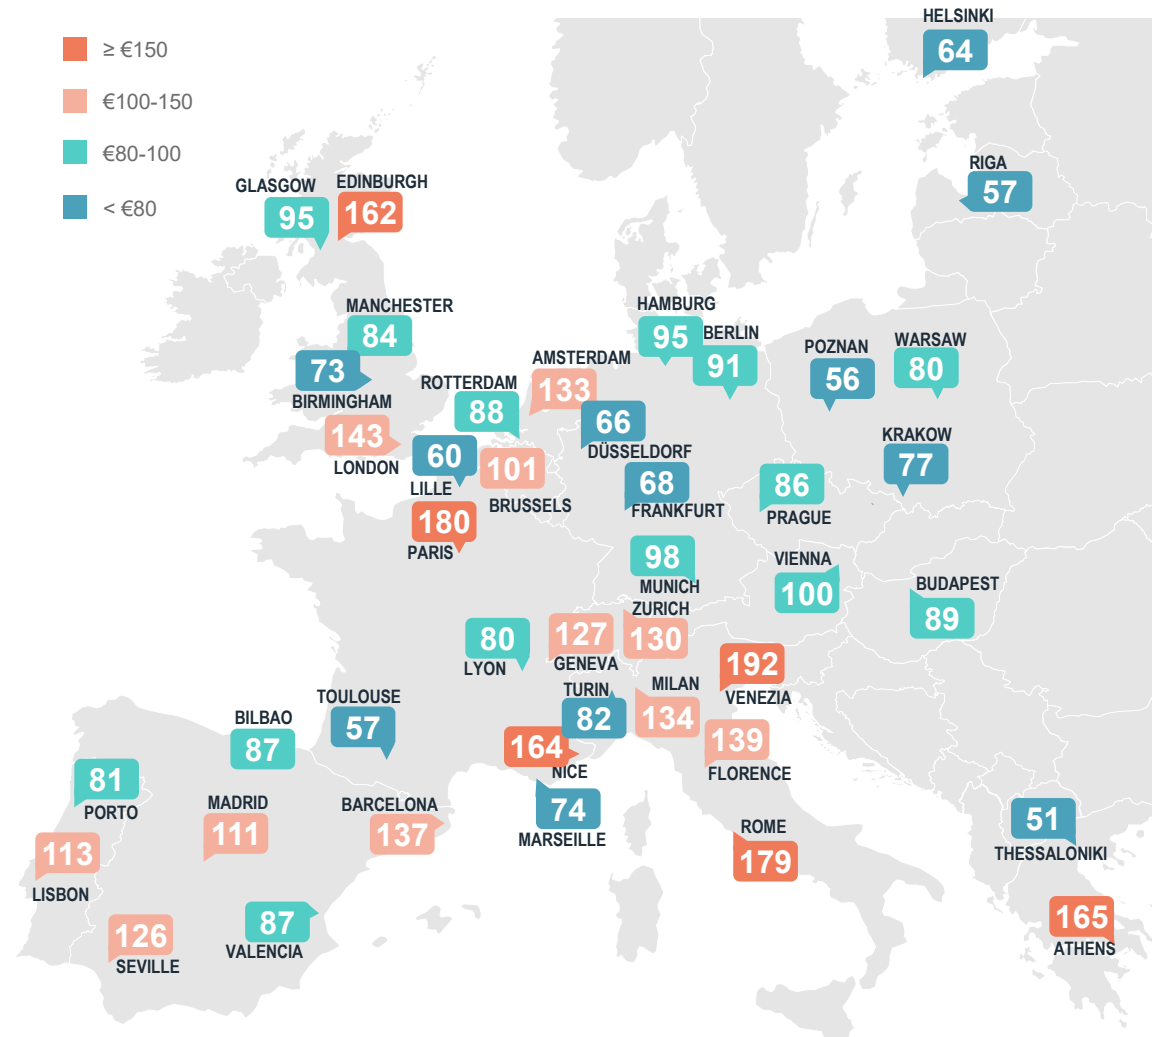 ≥ €150
€100-150
€80-100
< €80
HELSINKI
64
RIGA
57
GLASGOW
95
EDINBURGH
162
MANCHESTER
84
73
BIRMINGHAM
143
LONDON
HAMBURG
95
BERLIN
91
POZNAN
56
WARSAW
80
AMSTERDAM
133
ROTTERDAM
88
66
DÜSSELDORF
KRAKOW
77
60
LILLE
101
BRUSSELS
68
FRANKFURT
86
PRAGUE
180
PARIS
98
MUNICH
VIENNA
100
BUDAPEST
89
ZURICH
130
127
GENEVA
80
LYON
192
VENEZIA
TURIN
82
MILAN
134
TOULOUSE
57
BILBAO
87
164
NICE
139
FLORENCE
81
PORTO
MADRID
111
BARCELONA
137
74
MARSEILLE
51
THESSALONIKI
113
LISBON
ROME
179
126
SEVILLE
87
VALENCIA
165
ATHENS